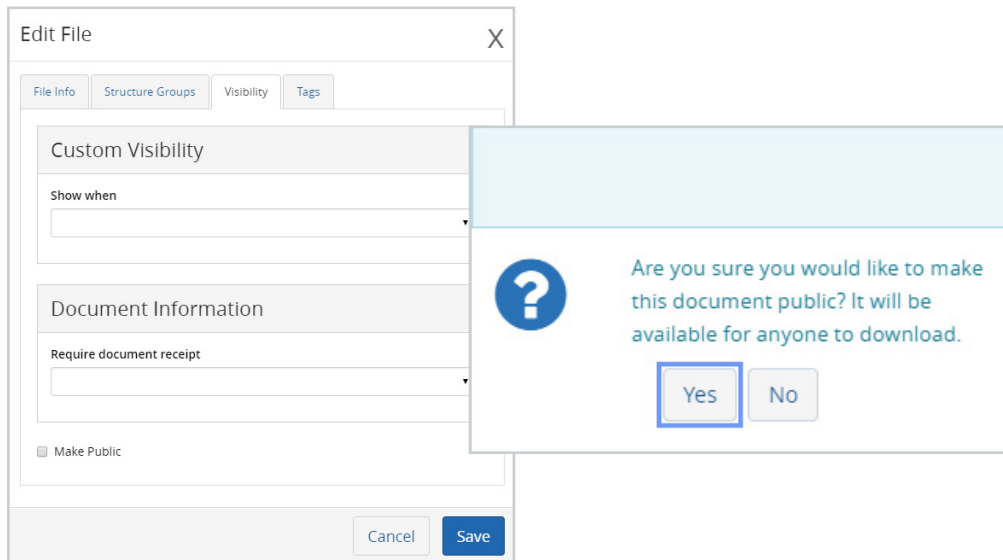 Edit File
X
File Info
Structure Groups
Visibility
Tags
Custom Visibility
Show when
Document Information
Require document receipt
Make Public
Cancel
Save
Are you sure you would like to make
this document public? It will be
available for anyone to download.
Yes
No